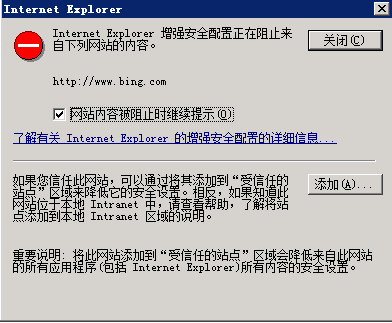 Internet Explorer
Internet Explorer 增强安全配置正在阻止来
自下列网站的内容。
关闭(C)
http://www.bing.com
网站内容被阻止时继续提示(O)
了解有关 Internet Explorer 的增强安全配置的详细信息...
如果您信任此网站,可以通过将其添加到“受信任的
站点”区域来降低它的安全设置。相反,如果知道此
网站位于本地 Intranet 中,请查看帮助,了解将站
点添加到本地 Intranet 区域的说明。
添加(A)...
重要说明: 将此网站添加到“受信任的站点”区域会降低来自此网站
的所有应用程序(包括 Internet Explorer)所有内容的安全设置。